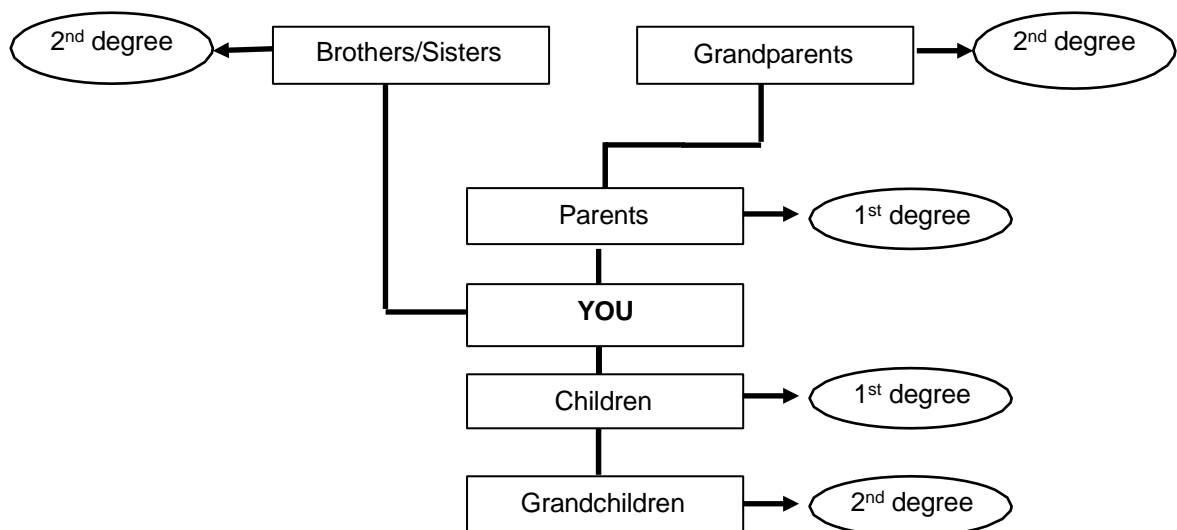 2nd degree
Brothers/Sisters
Grandparents
2nd degree
Parents
1st degree
YOU
Children
1st degree
Grandchildren
2nd degree